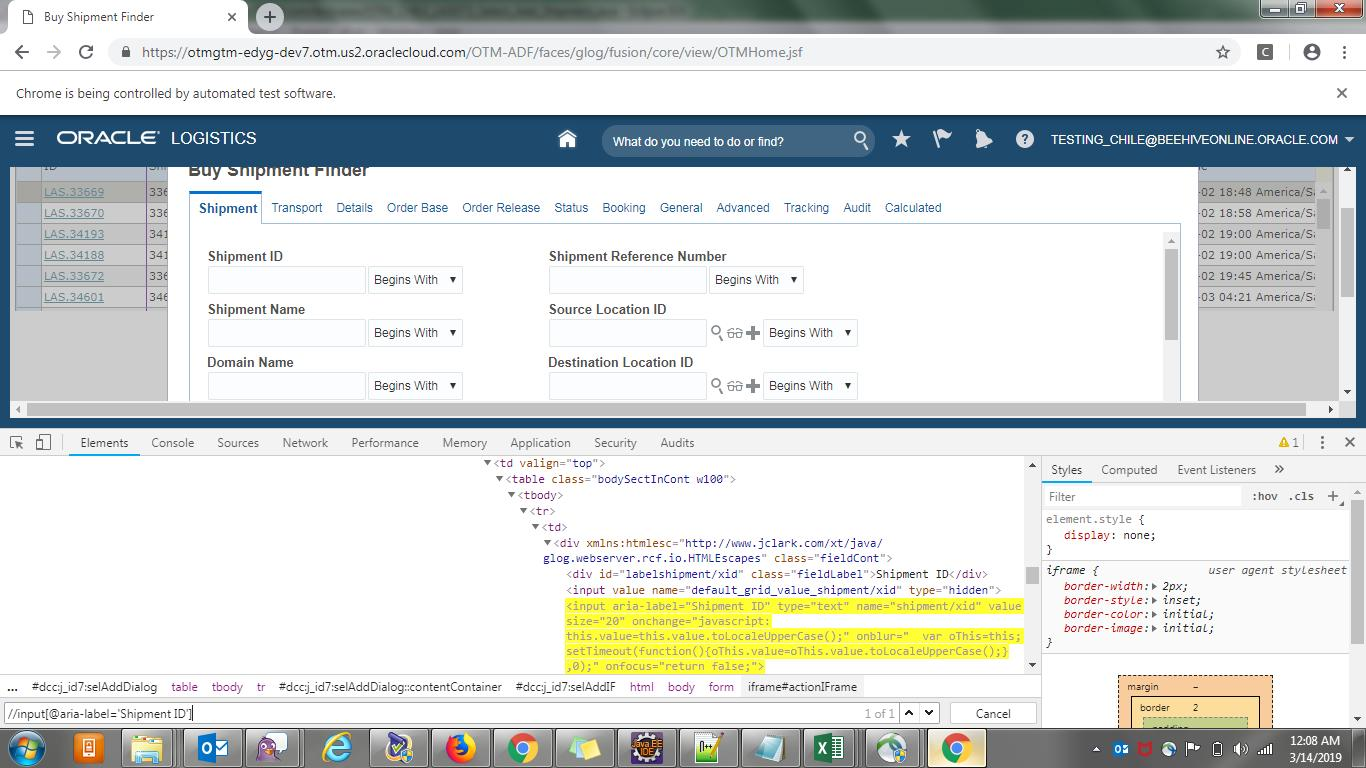 Buy Shipment Finder
https://otmgtm-edyg-dev7.otm.us2.oraclecloud.com/OTM-ADF/faces/glog/fusion/core/view/OTMHome.jsf
Chrome is being controlled by automated test software.
ORACLE LOGISTICS What do you need to do or find? TESTING_CHILE@BEEHIVEONLINE.ORACLE.COM
Buy Shipment Finder
Shipment Transport Details Order Base Order Release Status Booking General Advanced Tracking Audit Calculated
LAS.33669 336 -02 18:48 America/Sa
LAS.33670 336 -02 18:58 America/Sa
LAS.34193 341 -02 19:00 America/Sa
LAS.34188 341 -02 19:00 America/Sa
LAS.33672 336 -02 19:45 America/Sa
LAS.34601 346 -03 04:21 America/Sa
Shipment ID Shipment Reference Number
Begins With Begins With
Shipment Name Source Location ID
Begins With Begins With
Domain Name Destination Location ID
Begins With Begins With
Elements Console Sources Network Performance Memory Application Security Audits 1
<td valign="top">
<table class="bodySectInCont w100">
<tbody>
<tr>
<td>
<div xmlns:htmlesc="http://www.jclark.com/xt/java/
glog.webserver.rcf.io.HTMLEscapes" class="fieldCont">
<div id="labelshipment/xid" class="fieldLabel">Shipment ID</div>
<input value name="default_grid_value_shipment/xid" type="hidden">
<input aria-label="Shipment ID" type="text" name="shipment/xid" value
size="20" onchange="javascript:
this.value=this.value.toLocaleUpperCase();" onblur="  var oThis=this;
setTimeout(function(){oThis.value=oThis.value.toLocaleUpperCase();}
,0);" onfocus="return false;">
Styles Computed Event Listeners »
Filter :hov .cls +
element.style {
display: none;
}
iframe { user agent stylesheet
border-width: 2px;
border-style: inset;
border-color: initial;
border-image: initial;
}
margin –
border 2
... #dcc:j_id7:selAddDialog table tbody tr #dcc:j_id7:selAddDialog::contentContainer #dcc:j_id7:selAddIF html body form iframe#actionIFrame
//input[@aria-label='Shipment ID'] 1 of 1 Cancel
Java EE
IDE
12:08 AM
3/14/2019